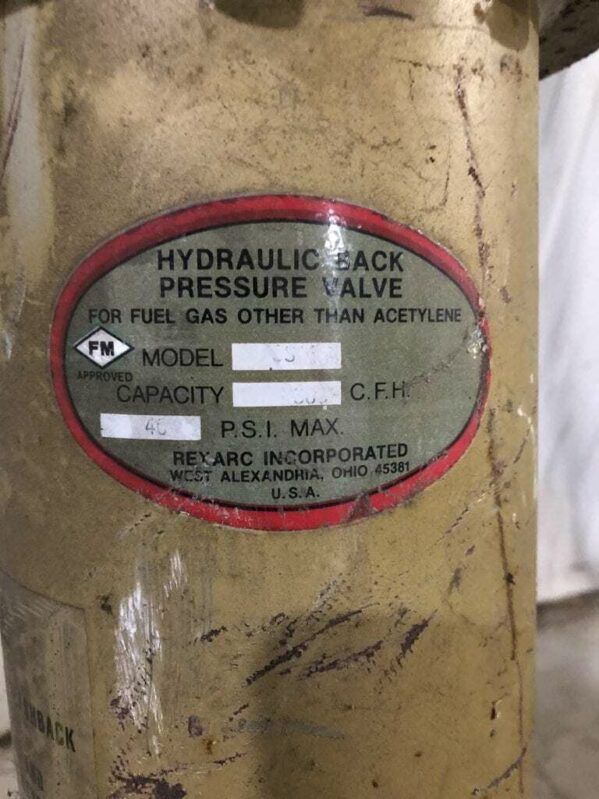 HYDRAULIC BACK
PRESSURE VALVE
FOR FUEL GAS OTHER THAN ACETYLENE
FM
APPROVED
MODEL
CAPACITY C.F.H.
P.S.I. MAX.
REXARC INCORPORATED
WEST ALEXANDRIA, OHIO 45381
U.S.A.